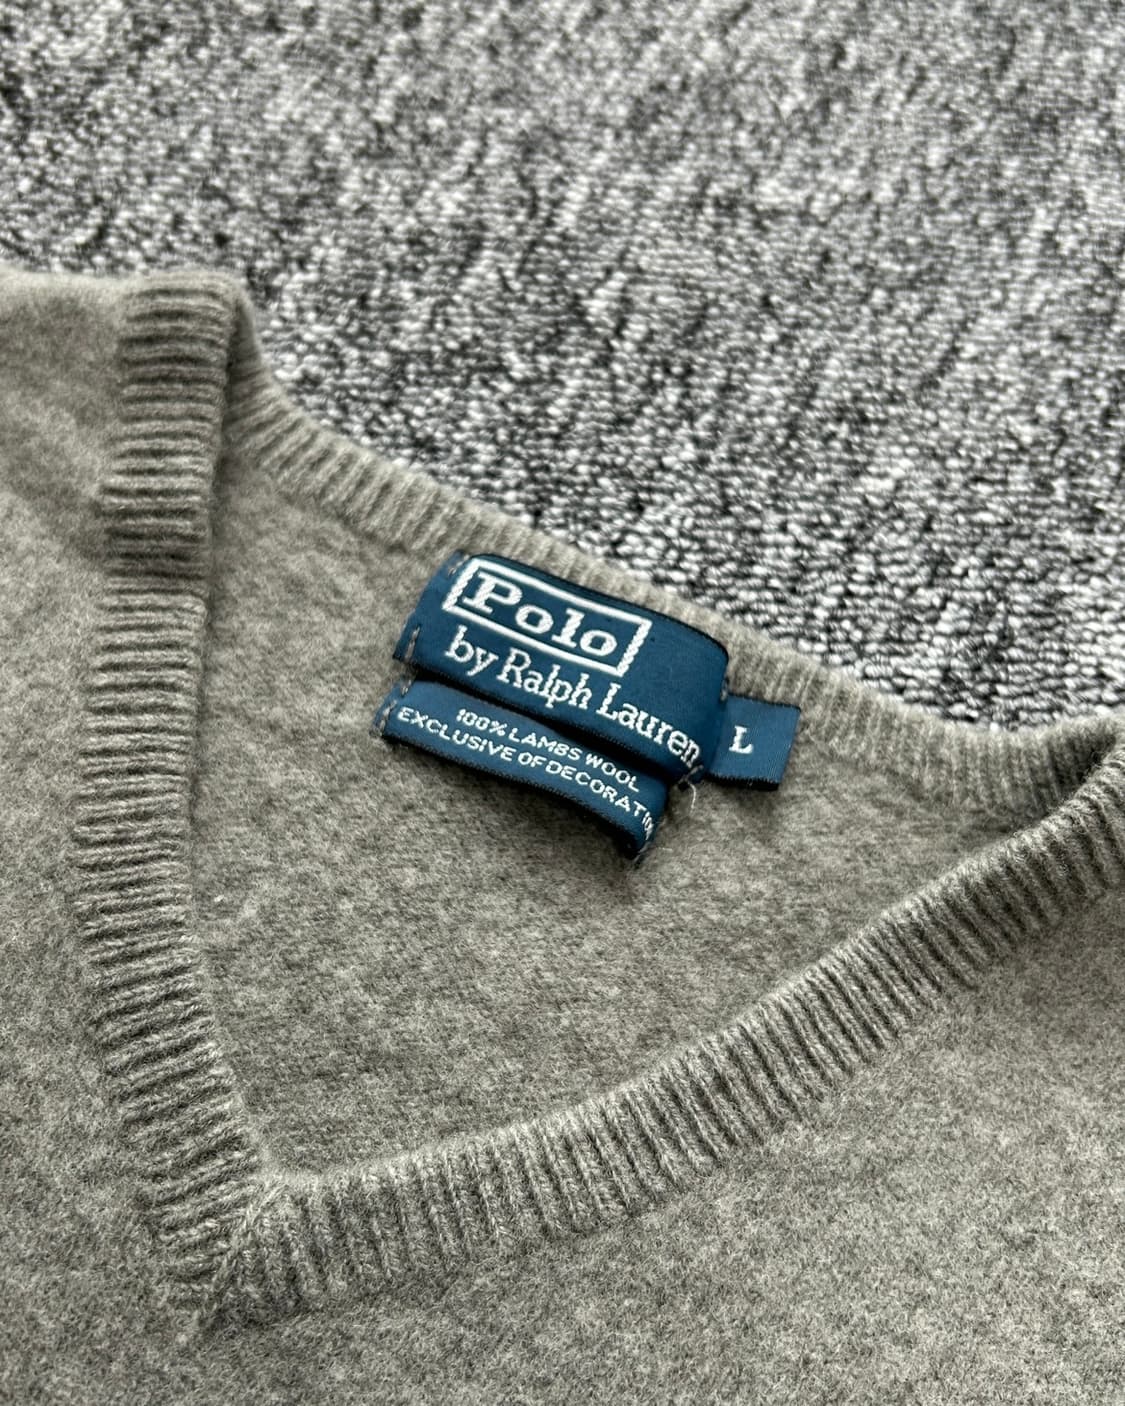 Polo
by Ralph Lauren
L
100% LAMBS WOOL
EXCLUSIVE OF DECORATION